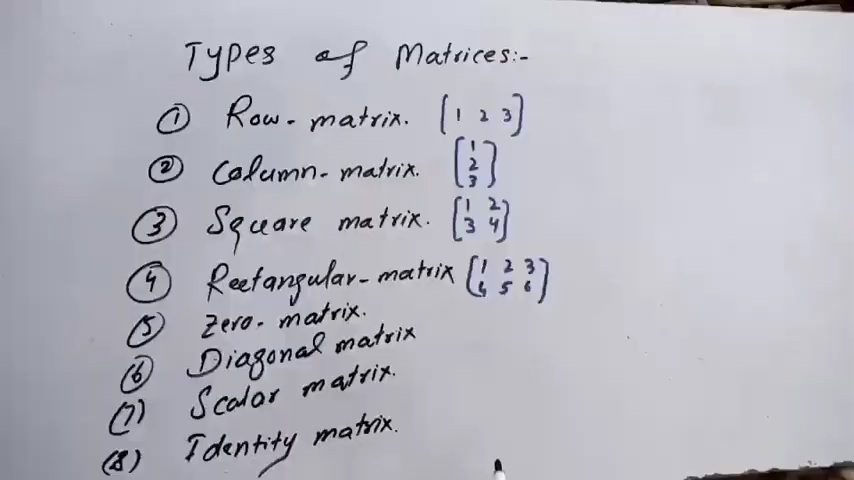 Types of Matrices:-
① Row-matrix. [1 2 3]
② Column-matrix. [1 2 3]
③ Square matrix. [1 2 3 4]
④ Rectangular-matrix [1 2 3 4 5 6]
⑤ Zero-matrix.
⑥ Diagonal matrix
(7) Scalar matrix.
(8) Identity matrix.